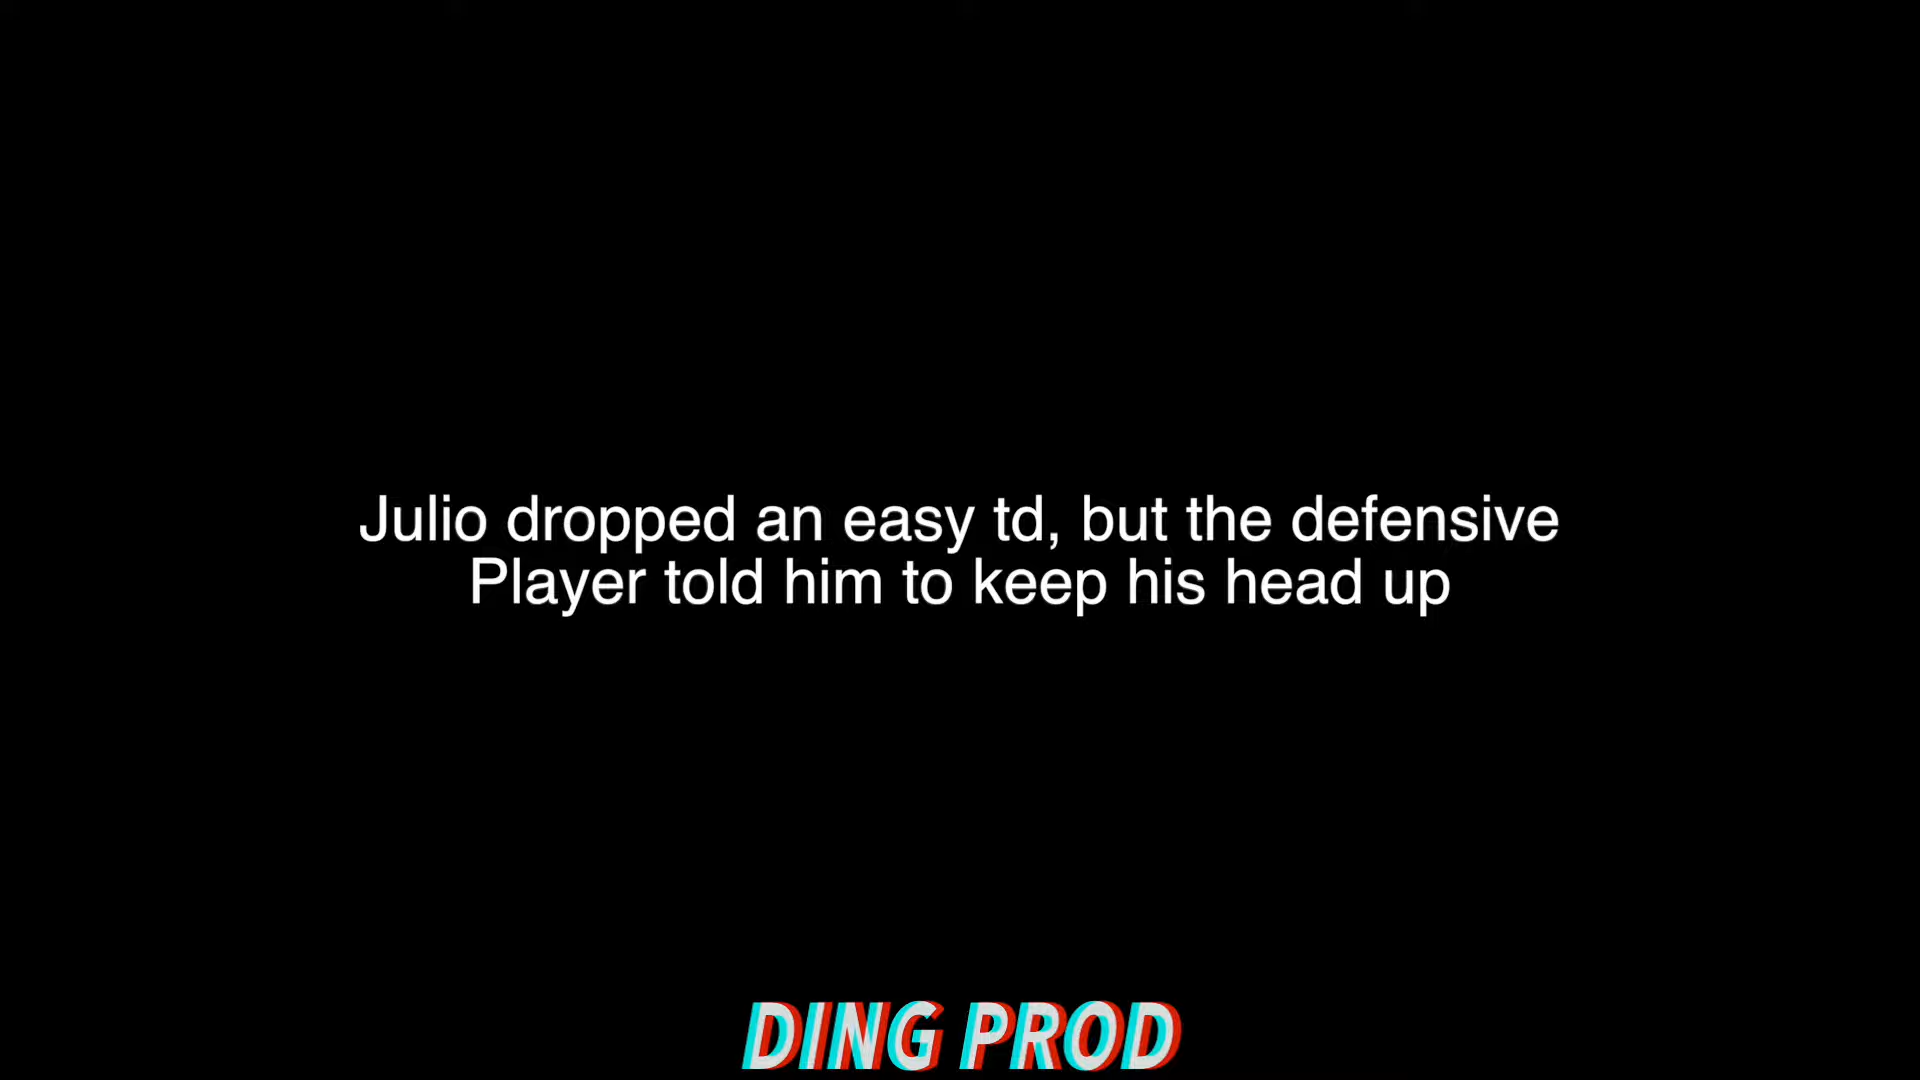 Julio dropped an easy td, but the defensive
Player told him to keep his head up
DING PROD